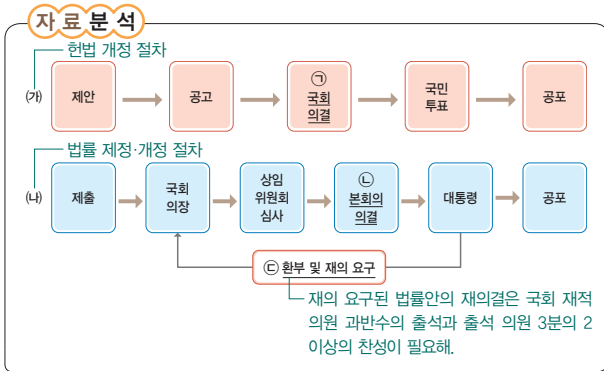 자료분석
헌법 개정 절차
(가)
제안
공고
㉠
국회
의결
국민
투표
공포
법률 제정·개정 절차
(나)
제출
국회
의장
상임
위원회
심사
㉡
본회의
의결
대통령
공포
㉢ 환부 및 재의 요구
재의 요구된 법률안의 재의결은 국회 재적
의원 과반수의 출석과 출석 의원 3분의 2
이상의 찬성이 필요해.